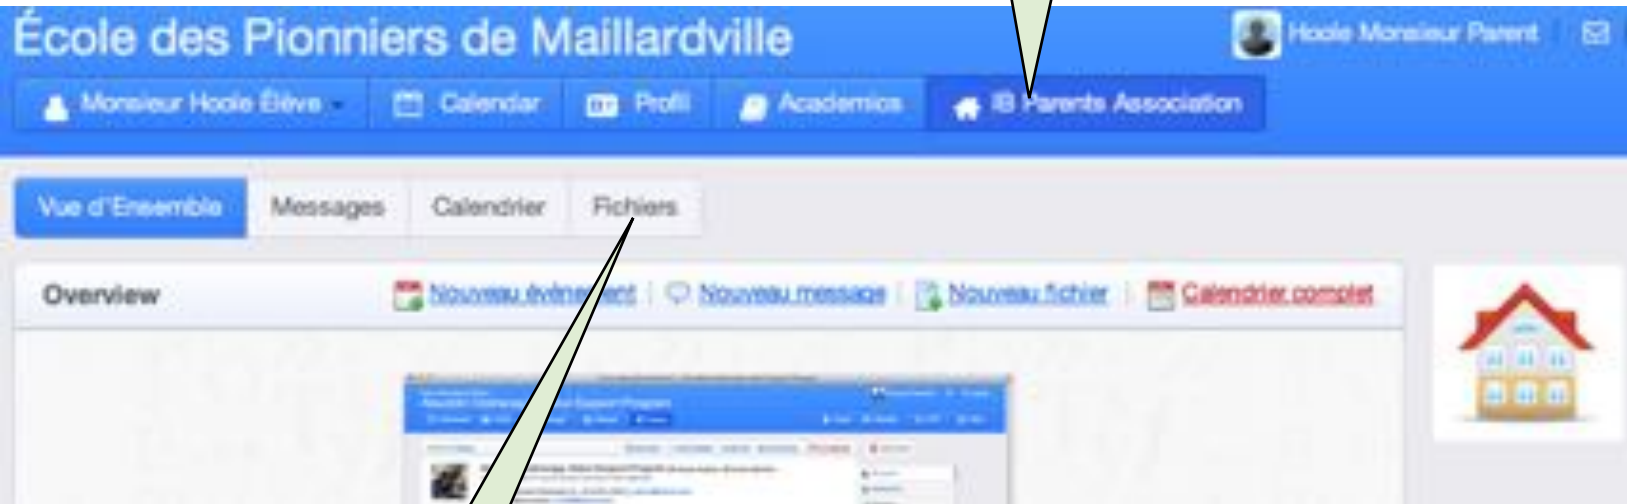 École des Pionniers de Maillardville
Hoole Monsieur Parent
Monsieur Hoole Élève Calendar Profil Academics IB Parents Association
Vue d'Ensemble Messages Calendrier Fichiers
Overview Nouveau évènement Nouveau message Nouveau fichier Calendrier complet